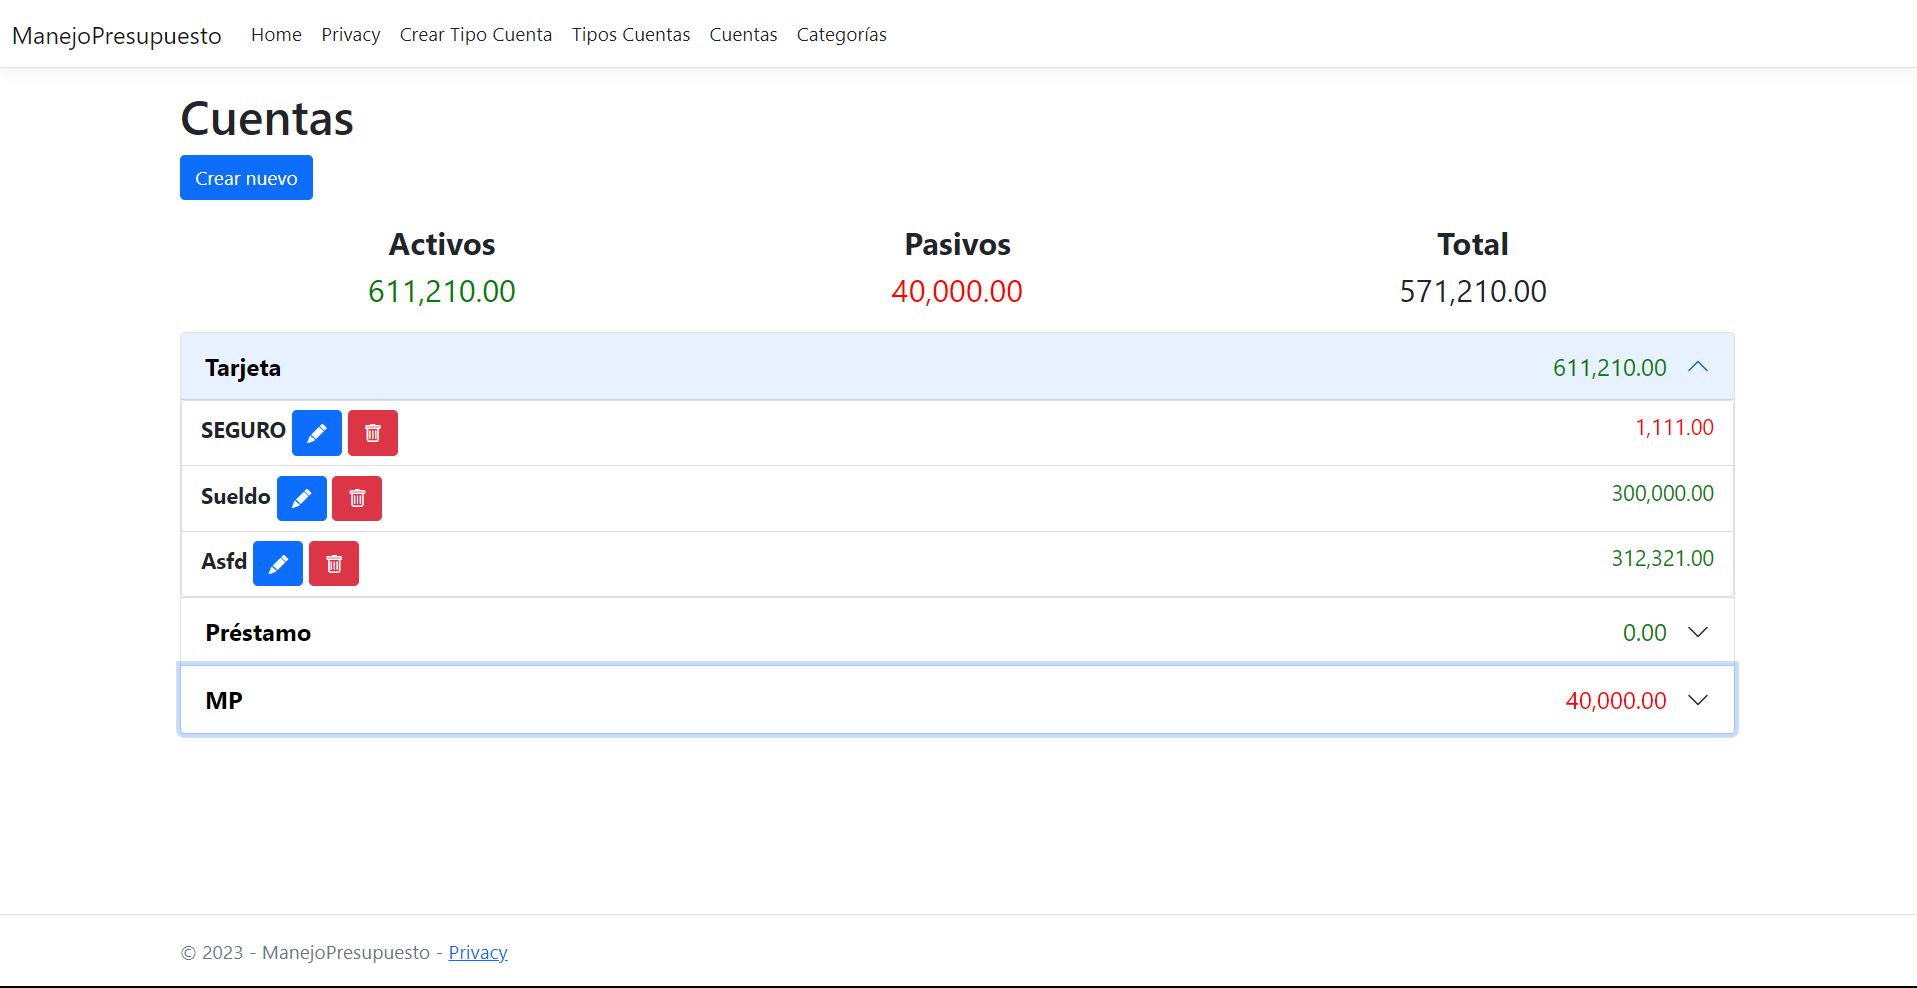 ManejoPresupuesto Home Privacy Crear Tipo Cuenta Tipos Cuentas Cuentas Categorías
Cuentas
Crear nuevo
Activos Pasivos Total
611,210.00 40,000.00 571,210.00
Tarjeta 611,210.00
SEGURO 1,111.00
Sueldo 300,000.00
Asfd 312,321.00
Préstamo 0.00
MP 40,000.00
© 2023 - ManejoPresupuesto - Privacy